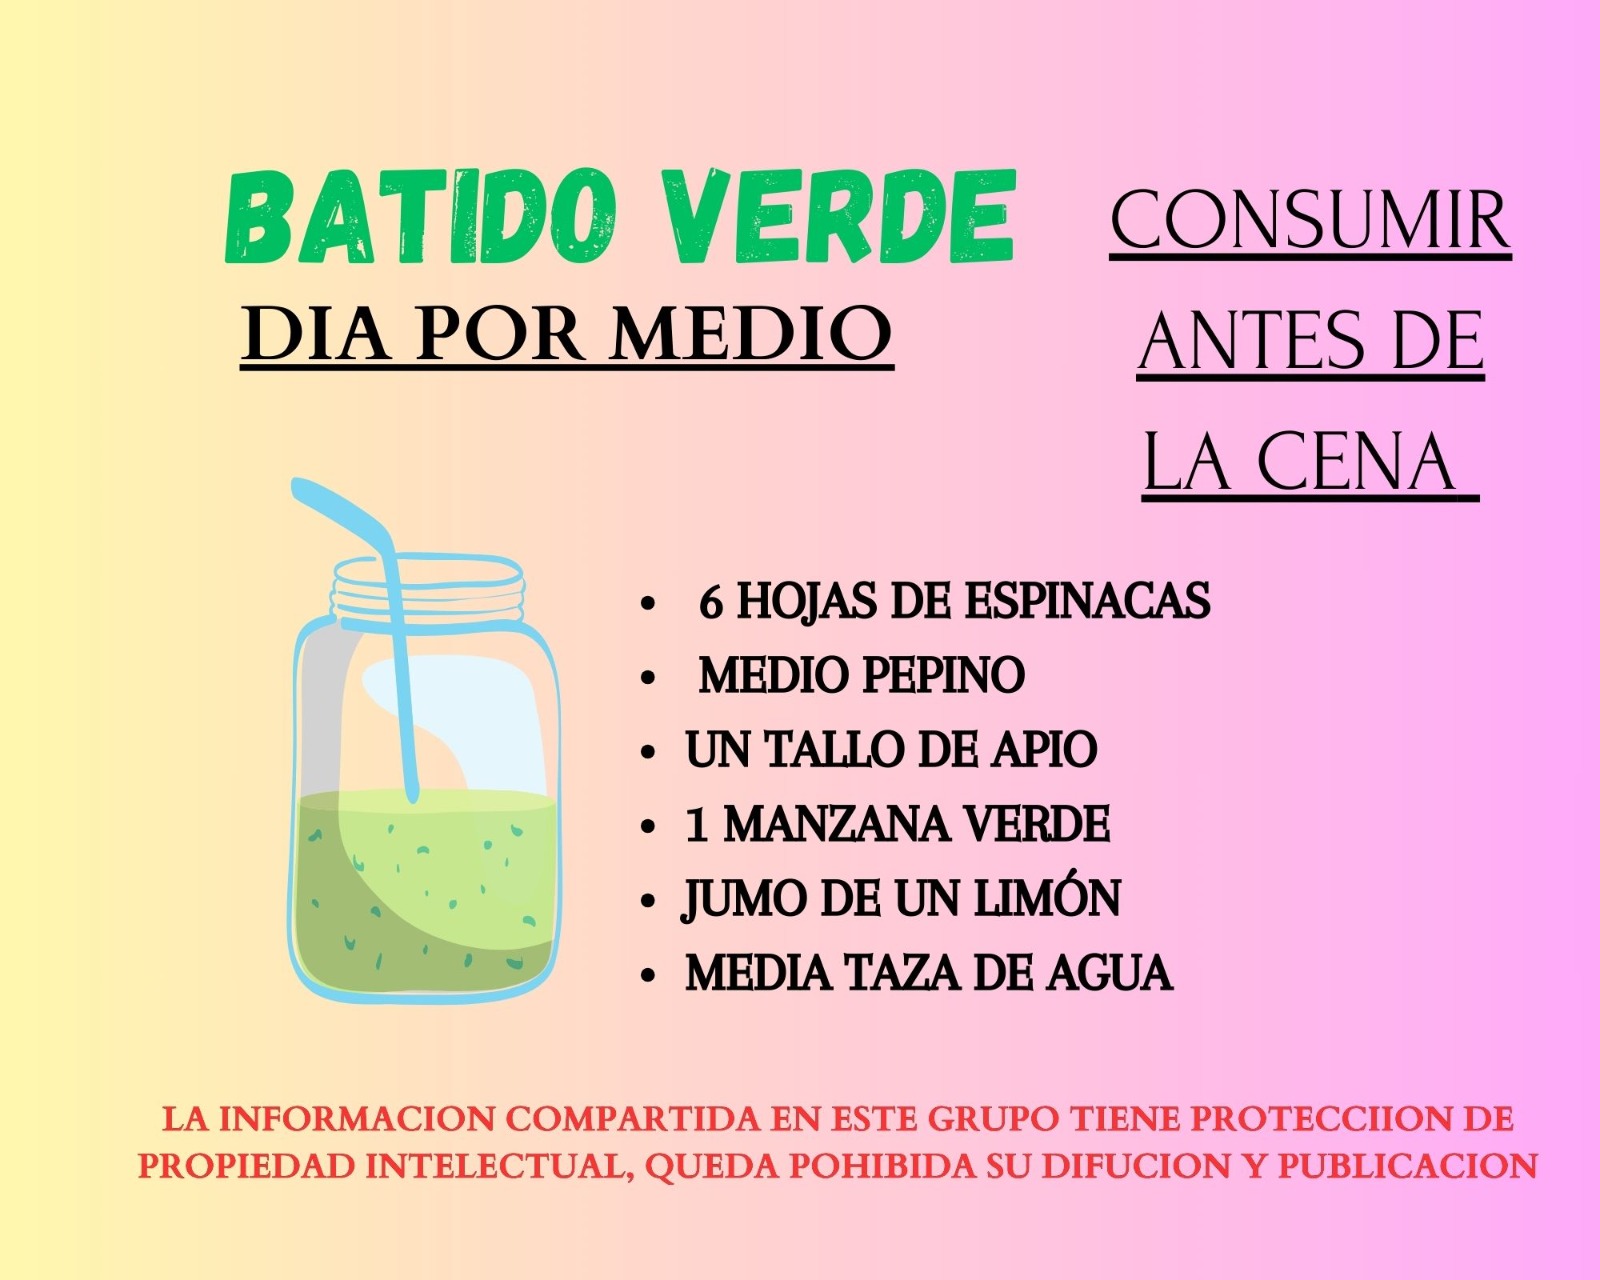 BATIDO VERDE
DIA POR MEDIO
CONSUMIR
ANTES DE
LA CENA
• 6 HOJAS DE ESPINACAS
• MEDIO PEPINO
• UN TALLO DE APIO
• 1 MANZANA VERDE
• JUMO DE UN LIMÓN
• MEDIA TAZA DE AGUA
LA INFORMACION COMPARTIDA EN ESTE GRUPO TIENE PROTECCIION DE
PROPIEDAD INTELECTUAL, QUEDA POHIBIDA SU DIFUCION Y PUBLICACION